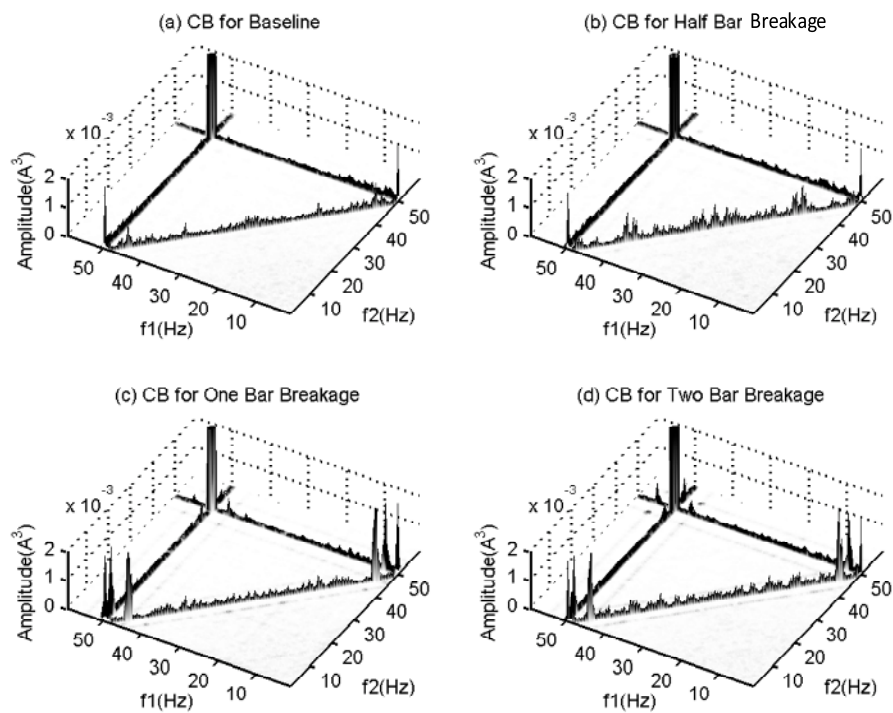 (a) CB for Baseline
x 10⁻³
Amplitude(A³)
2
1
0
50
40
30
20
10
f1(Hz)
10
20
30
40
50
f2(Hz)
(b) CB for Half Bar Breakage
x 10⁻³
Amplitude(A³)
2
1
0
50
40
30
20
10
f1(Hz)
10
20
30
40
50
f2(Hz)
(c) CB for One Bar Breakage
x 10⁻³
Amplitude(A³)
2
1
0
50
40
30
20
10
f1(Hz)
10
20
30
40
50
f2(Hz)
(d) CB for Two Bar Breakage
x 10⁻³
Amplitude(A³)
2
1
0
50
40
30
20
10
f1(Hz)
10
20
30
40
50
f2(Hz)